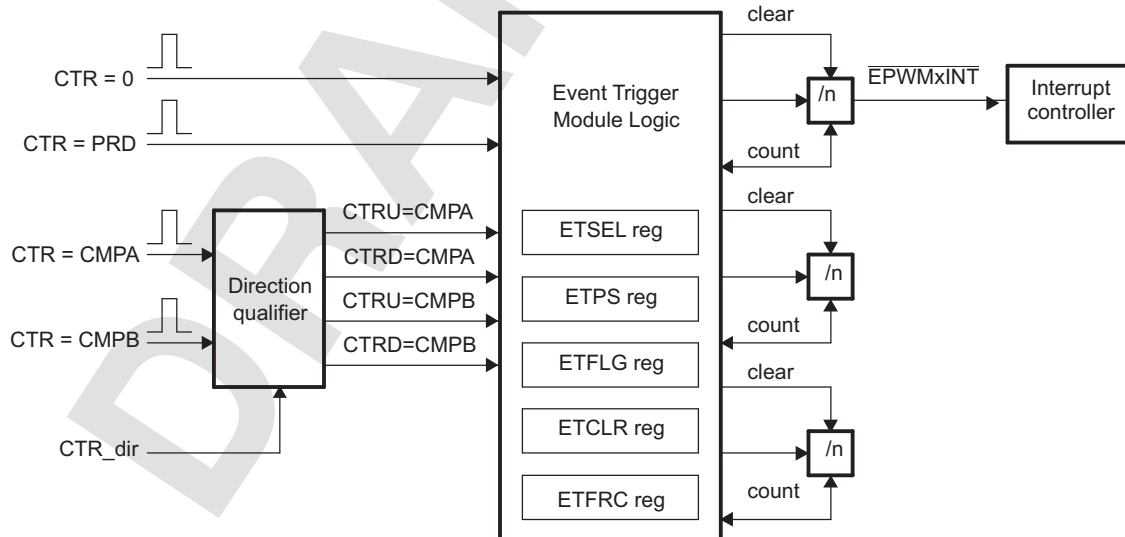 CTR = 0
CTR = PRD
CTR = CMPA
CTR = CMPB
CTR_dir
Direction
qualifier
CTRU=CMPA
CTRD=CMPA
CTRU=CMPB
CTRD=CMPB
Event Trigger
Module Logic
ETSEL reg
ETPS reg
ETFLG reg
ETCLR reg
ETFRC reg
clear
/n
count
EPWMxINT
Interrupt
controller
clear
/n
count
clear
/n
count